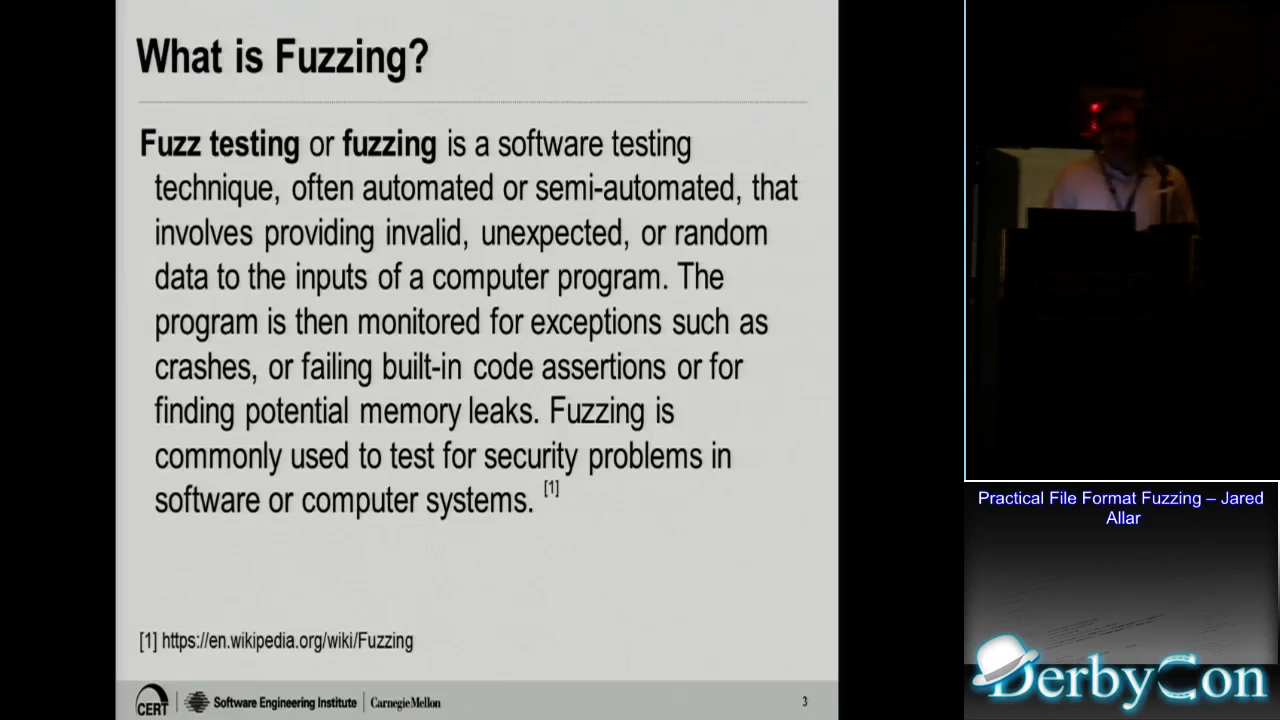 What is Fuzzing?
Fuzz testing or fuzzing is a software testing
technique, often automated or semi-automated, that
involves providing invalid, unexpected, or random
data to the inputs of a computer program. The
program is then monitored for exceptions such as
crashes, or failing built-in code assertions or for
finding potential memory leaks. Fuzzing is
commonly used to test for security problems in
software or computer systems. [1]
[1] https://en.wikipedia.org/wiki/Fuzzing
CERT
Software Engineering Institute
Carnegie Mellon
3
Practical File Format Fuzzing – Jared
Allar
DerbyCon